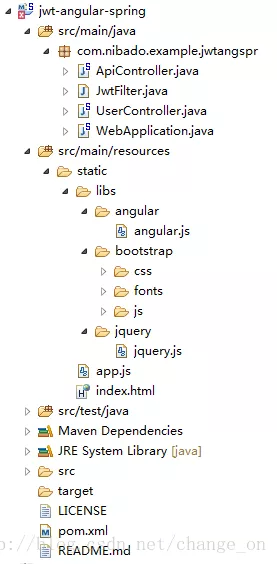 jwt-angular-spring
src/main/java
com.nibado.example.jwtangspr
ApiController.java
JwtFilter.java
UserController.java
WebApplication.java
src/main/resources
static
libs
angular
angular.js
bootstrap
css
fonts
js
jquery
jquery.js
app.js
index.html
src/test/java
Maven Dependencies
JRE System Library [java]
src
target
LICENSE
pom.xml
http://blog.csdn.net/change_on
README.md